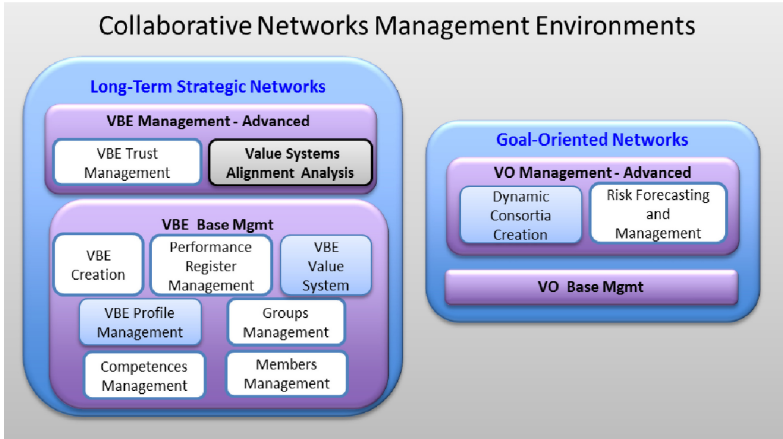 Collaborative Networks Management Environments
Long-Term Strategic Networks
VBE Management - Advanced
VBE Trust
Management
Value Systems
Alignment Analysis
VBE Base Mgmt
VBE
Creation
Performance
Register
Management
VBE
Value
System
VBE Profile
Management
Groups
Management
Competences
Management
Members
Management
Goal-Oriented Networks
VO Management - Advanced
Dynamic
Consortia
Creation
Risk Forecasting
and
Management
VO Base Mgmt